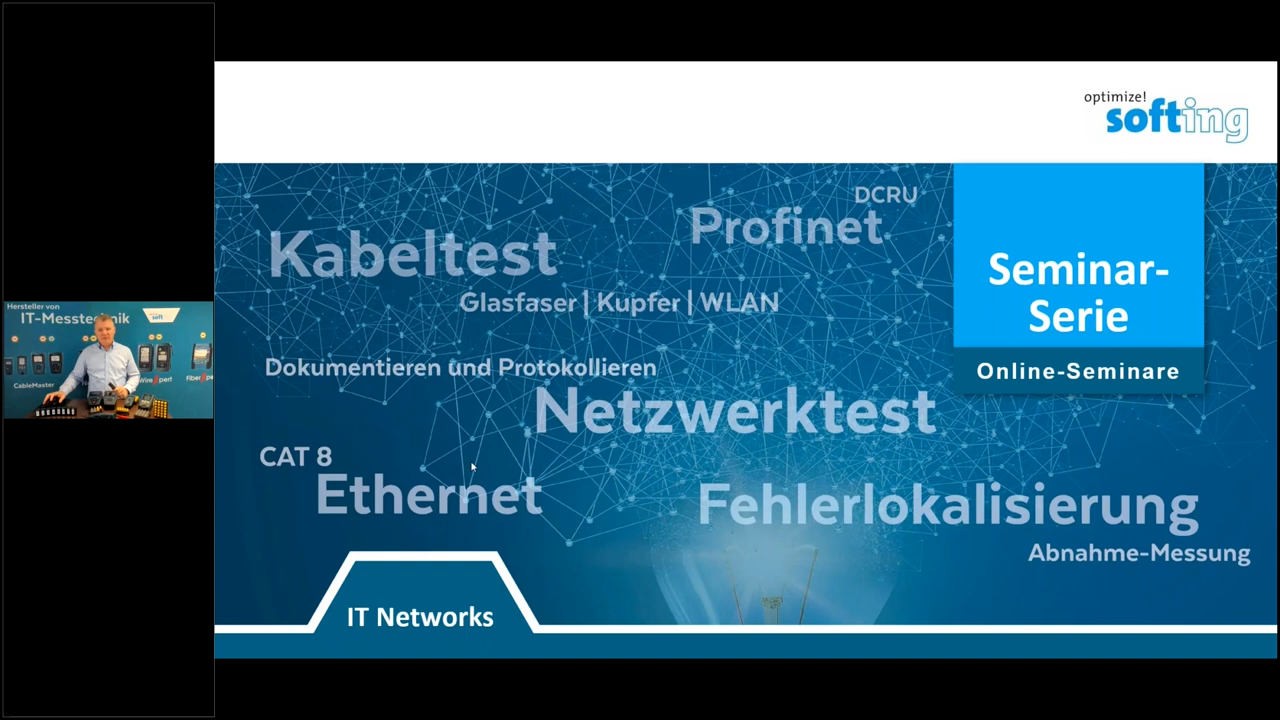 optimize!
softing
DCRU
Profinet
Kabeltest
Glasfaser | Kupfer | WLAN
Seminar-
Serie
Online-Seminare
Dokumentieren und Protokollieren
Netzwerktest
CAT 8
Ethernet
Fehlerlokalisierung
Abnahme-Messung
IT Networks
Hersteller von
IT-Messtechnik
soft
CableMaster